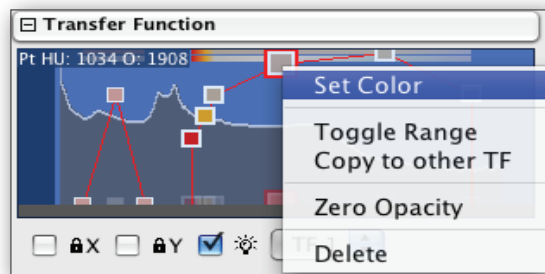 Transfer Function
Pt HU: 1034 O: 1908
Set Color
Toggle Range
Copy to other TF
Zero Opacity
X Y TF 1
Delete